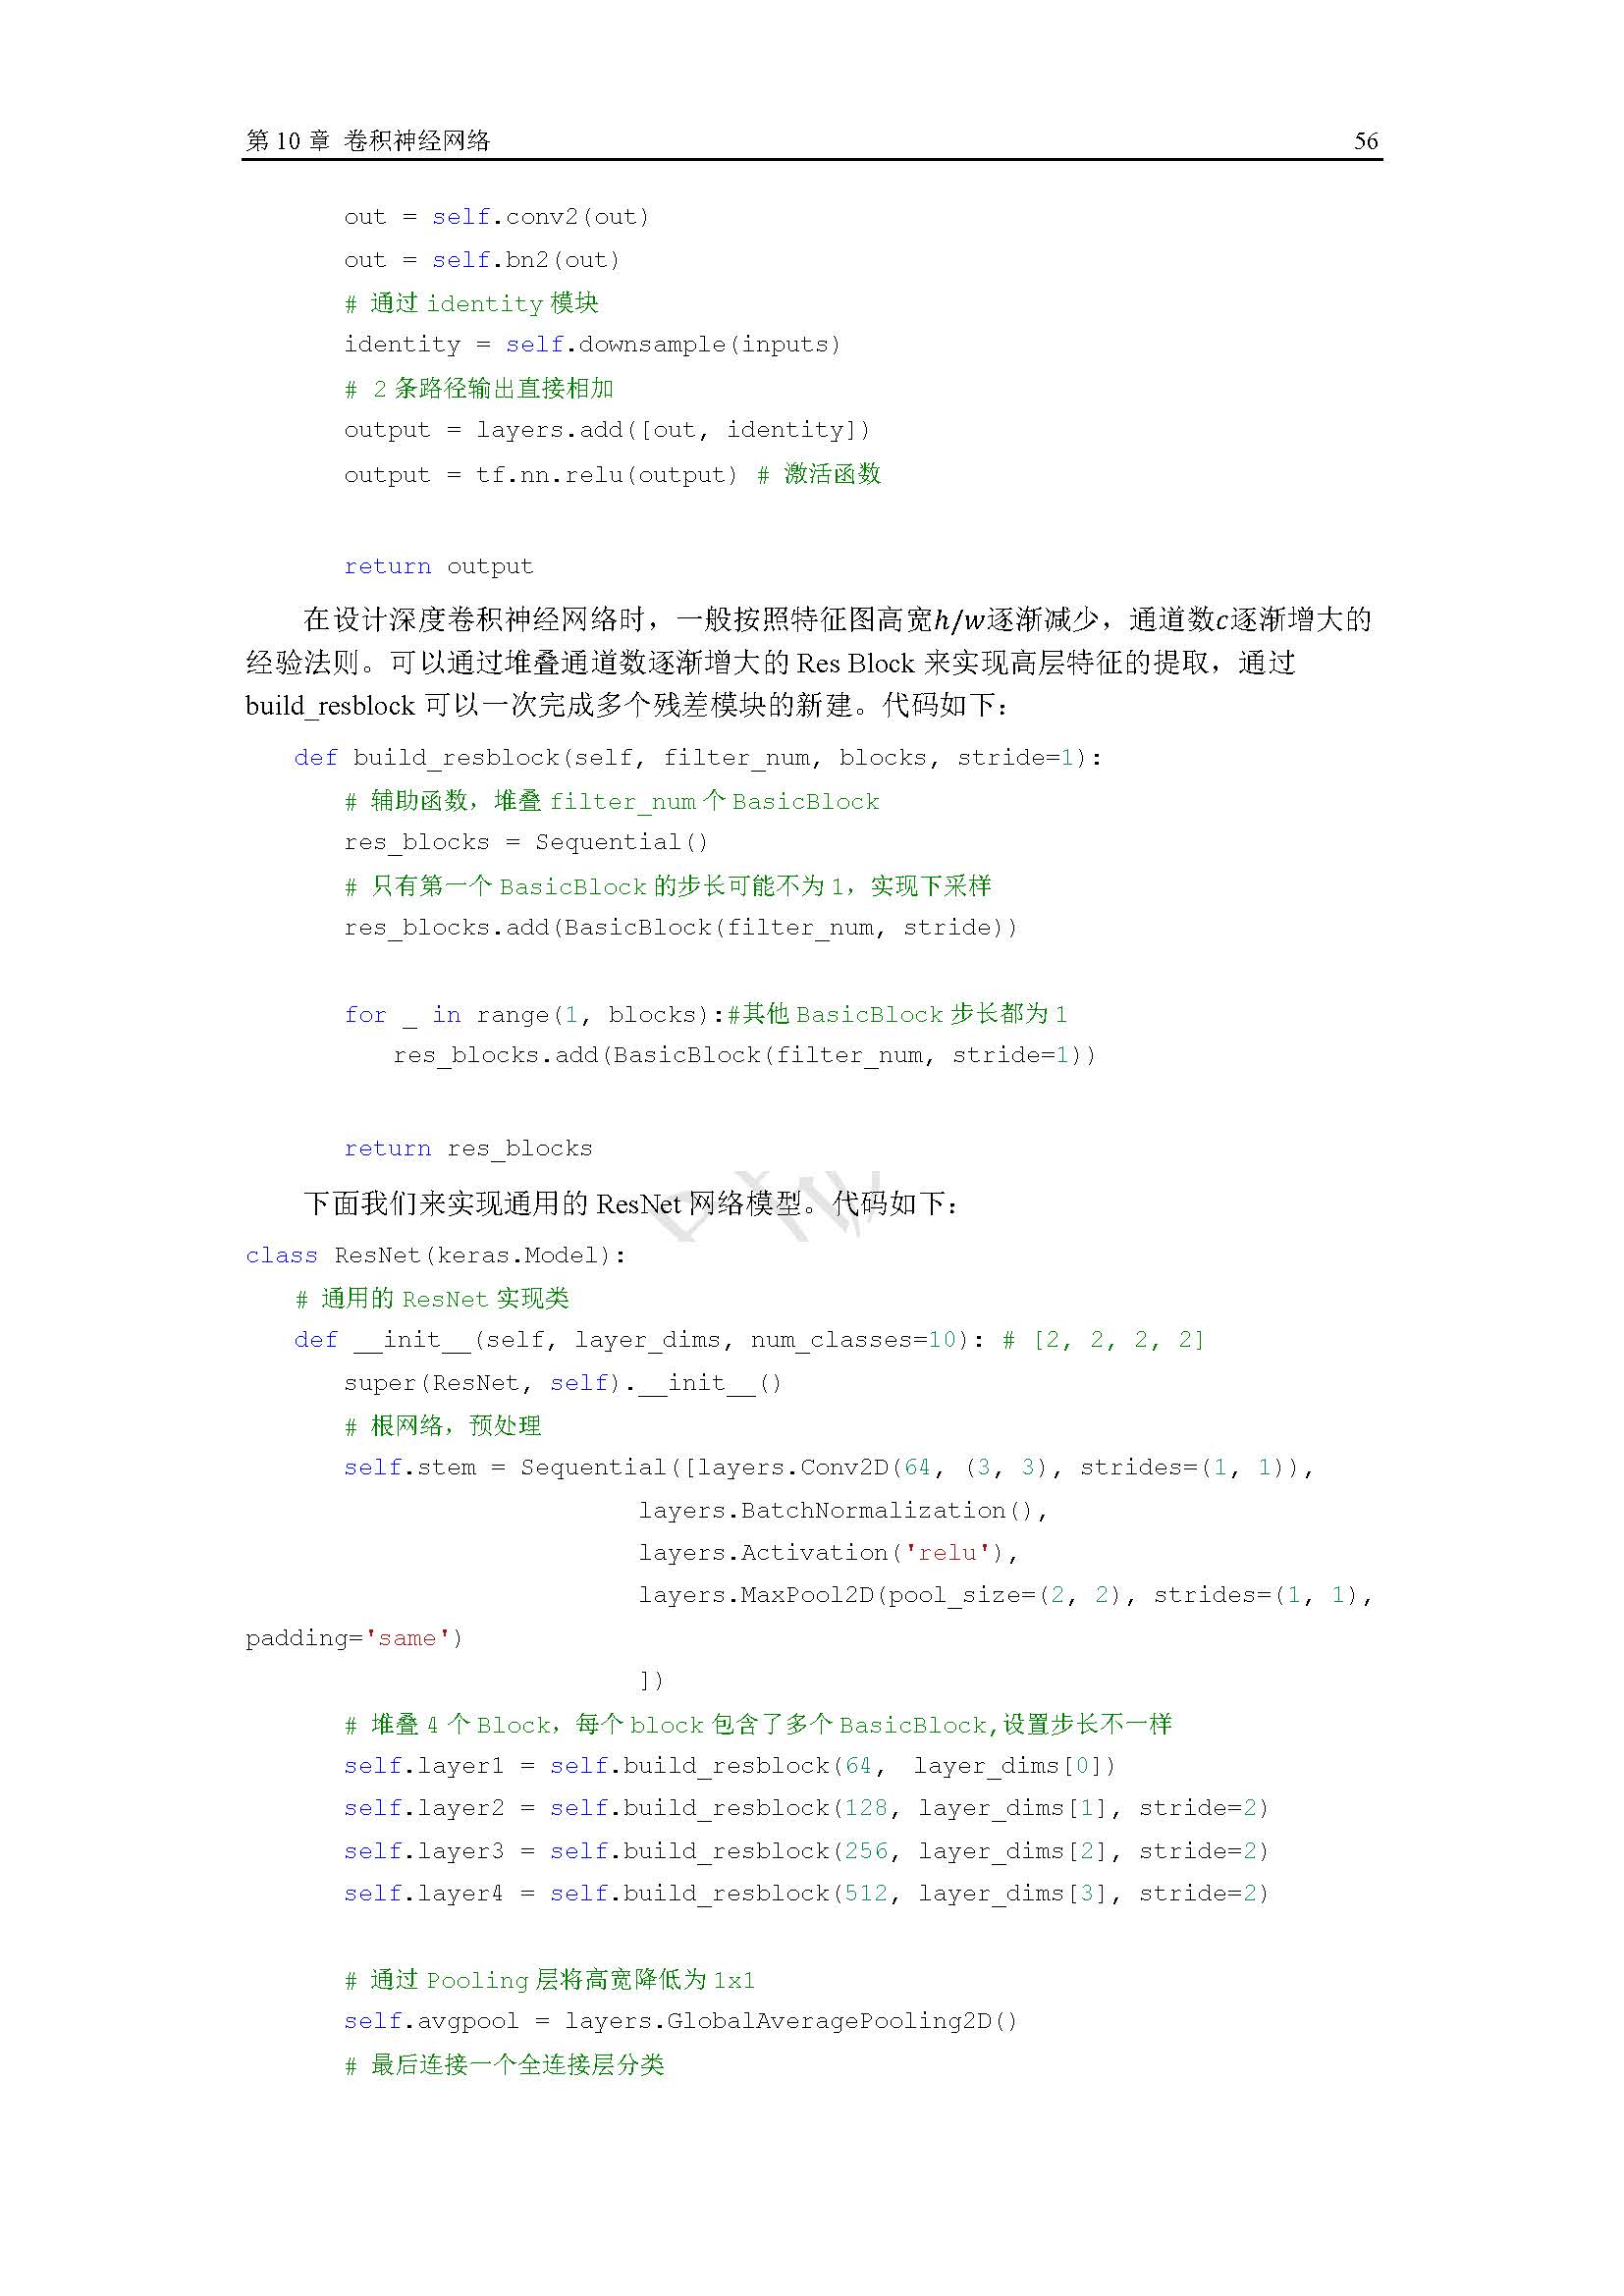 第 10 章 卷积神经网络 56
out = self.conv2(out)
out = self.bn2(out)
# 通过 identity 模块
identity = self.downsample(inputs)
# 2 条路径输出直接相加
output = layers.add([out, identity])
output = tf.nn.relu(output) # 激活函数
return output
在设计深度卷积神经网络时，一般按照特征图高宽h/w逐渐减少，通道数c逐渐增大的
经验法则。可以通过堆叠通道数逐渐增大的 Res Block 来实现高层特征的提取，通过
build_resblock 可以一次完成多个残差模块的新建。代码如下：
def build_resblock(self, filter_num, blocks, stride=1):
# 辅助函数，堆叠 filter_num 个 BasicBlock
res_blocks = Sequential()
# 只有第一个 BasicBlock 的步长可能不为 1，实现下采样
res_blocks.add(BasicBlock(filter_num, stride))
for _ in range(1, blocks):#其他 BasicBlock 步长都为 1
res_blocks.add(BasicBlock(filter_num, stride=1))
return res_blocks
下面我们来实现通用的 ResNet 网络模型。代码如下：
class ResNet(keras.Model):
# 通用的 ResNet 实现类
def __init__(self, layer_dims, num_classes=10): # [2, 2, 2, 2]
super(ResNet, self).__init__()
# 根网络，预处理
self.stem = Sequential([layers.Conv2D(64, (3, 3), strides=(1, 1)),
layers.BatchNormalization(),
layers.Activation('relu'),
layers.MaxPool2D(pool_size=(2, 2), strides=(1, 1),
padding='same')
])
# 堆叠 4 个 Block，每个 block 包含了多个 BasicBlock,设置步长不一样
self.layer1 = self.build_resblock(64, layer_dims[0])
self.layer2 = self.build_resblock(128, layer_dims[1], stride=2)
self.layer3 = self.build_resblock(256, layer_dims[2], stride=2)
self.layer4 = self.build_resblock(512, layer_dims[3], stride=2)
# 通过 Pooling 层将高宽降低为 1x1
self.avgpool = layers.GlobalAveragePooling2D()
# 最后连接一个全连接层分类